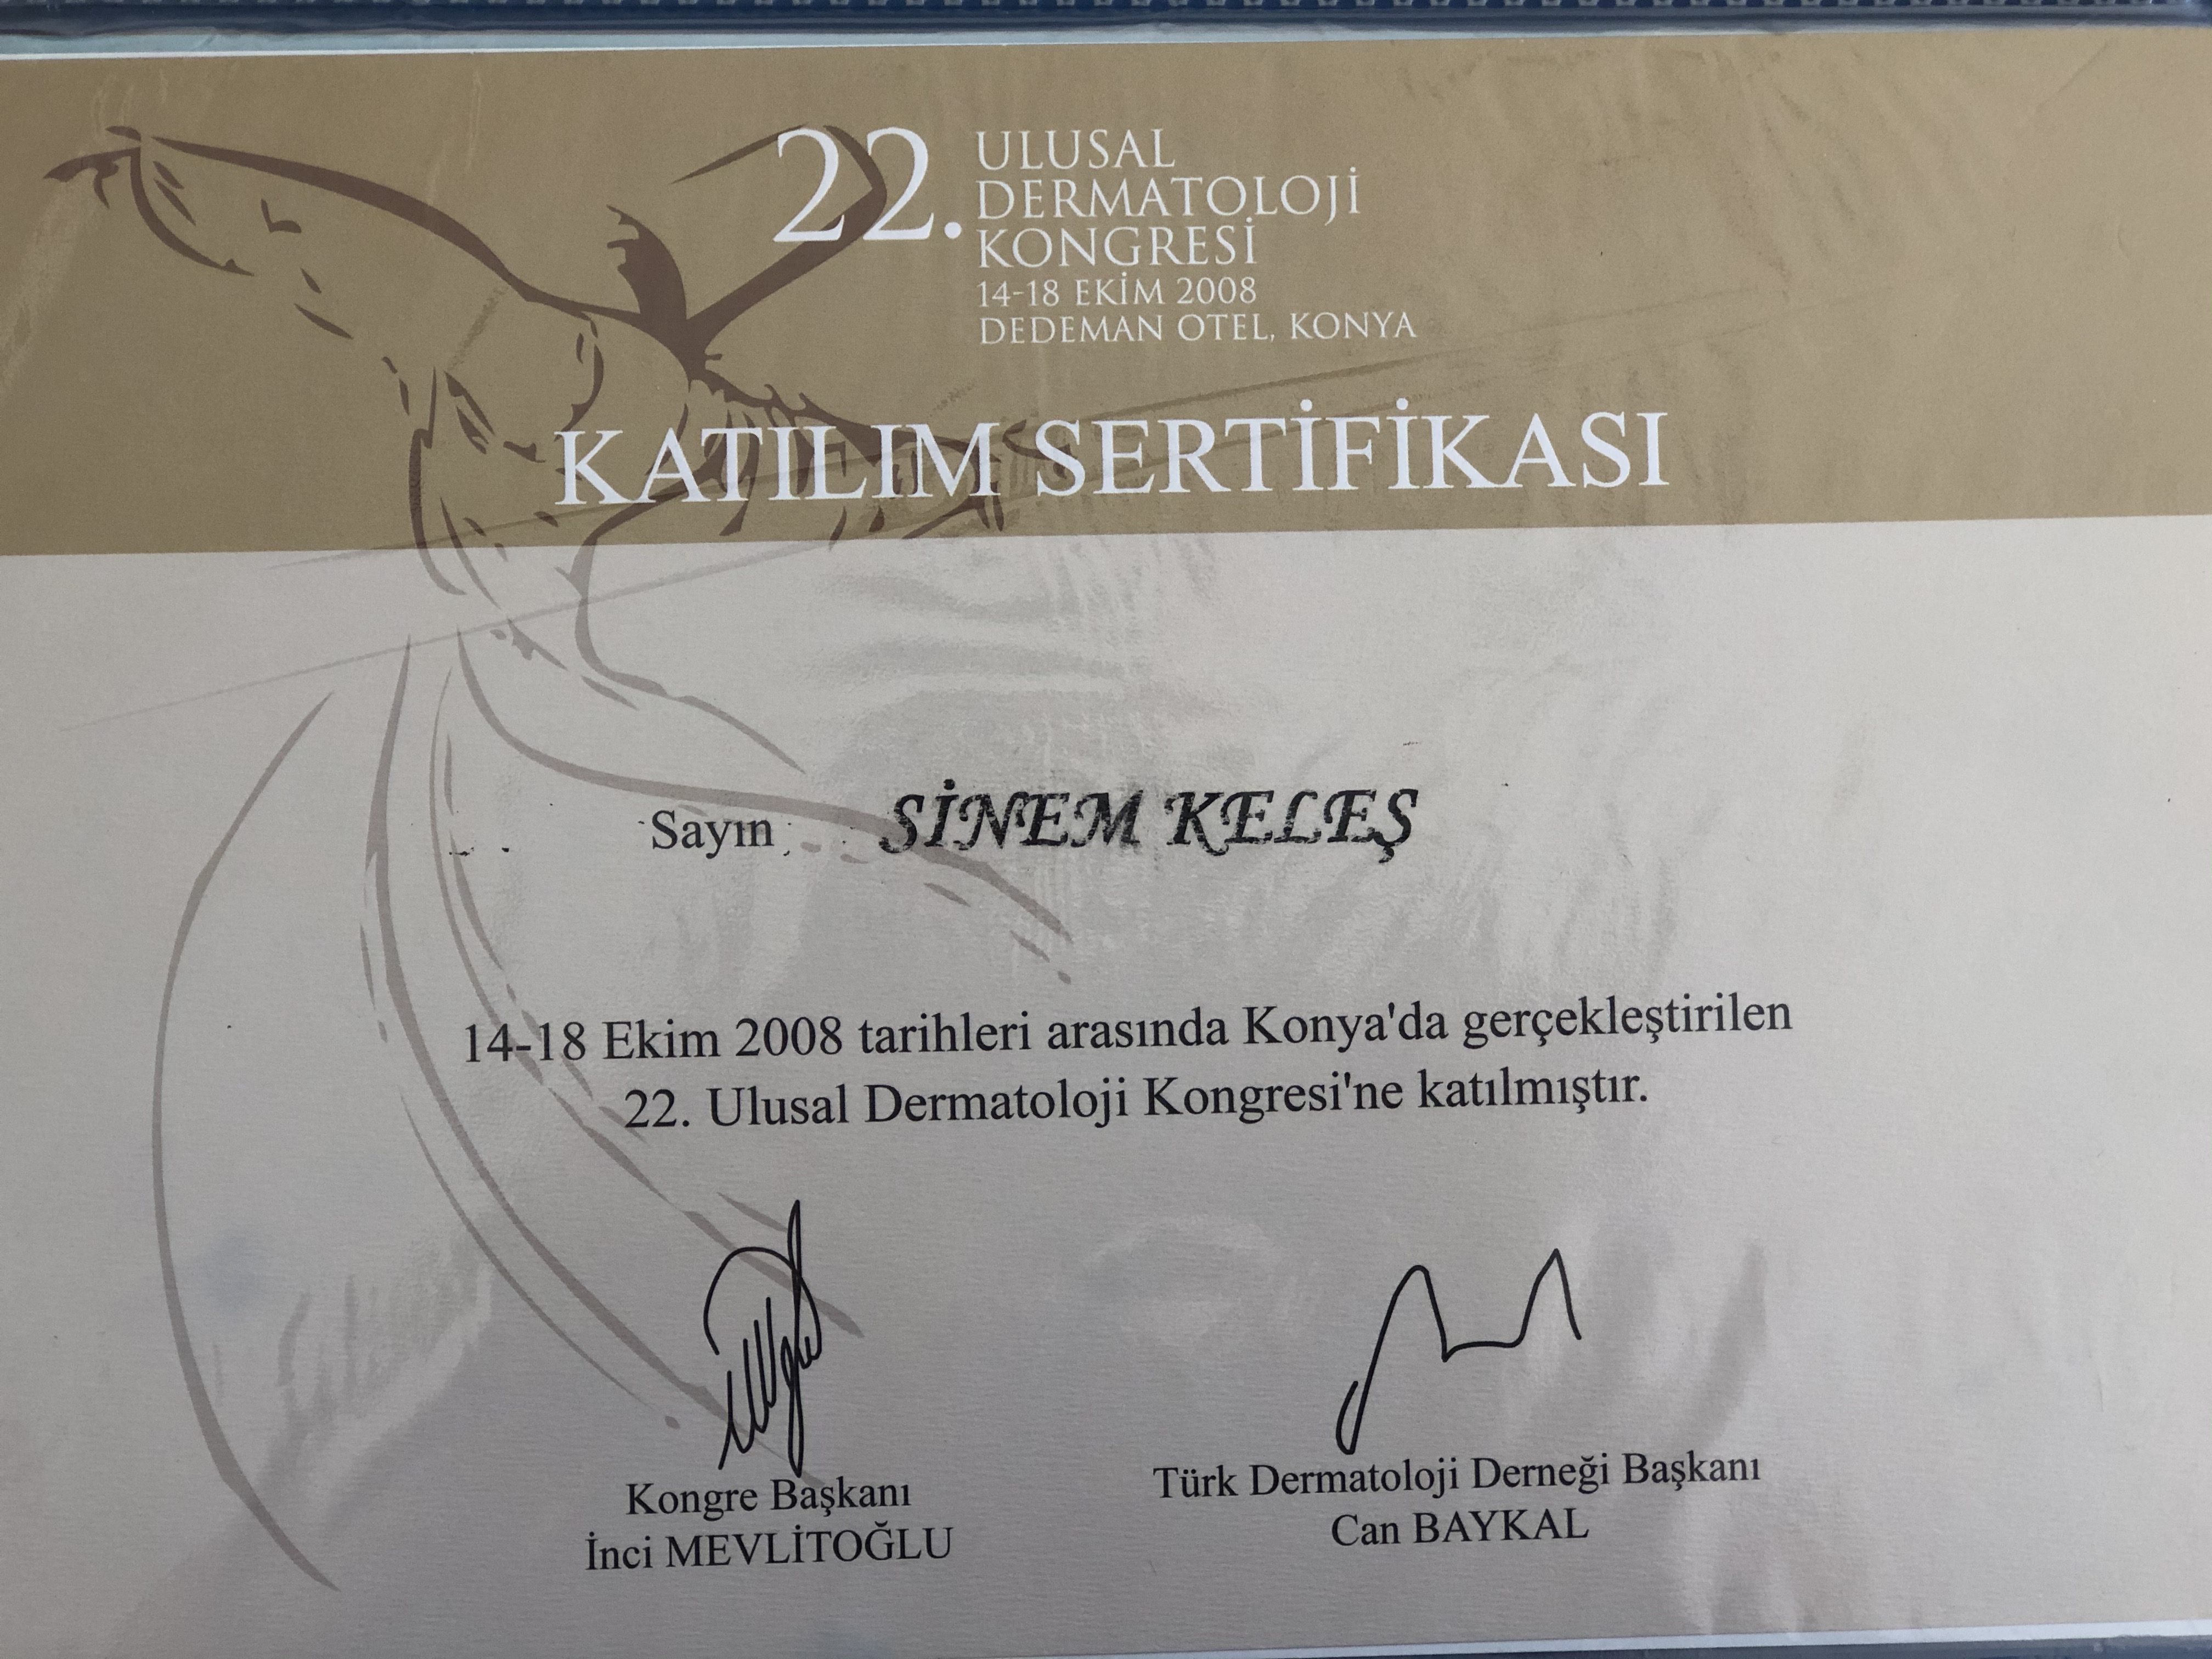 22. ULUSAL
DERMATOLOJİ
KONGRESİ
14-18 EKİM 2008
DEDEMAN OTEL, KONYA
KATILIM SERTİFİKASI
Sayın SİNEM KELEŞ
14-18 Ekim 2008 tarihleri arasında Konya'da gerçekleştirilen
22. Ulusal Dermatoloji Kongresi'ne katılmıştır.
Kongre Başkanı
İnci MEVLİTOĞLU
Türk Dermatoloji Derneği Başkanı
Can BAYKAL